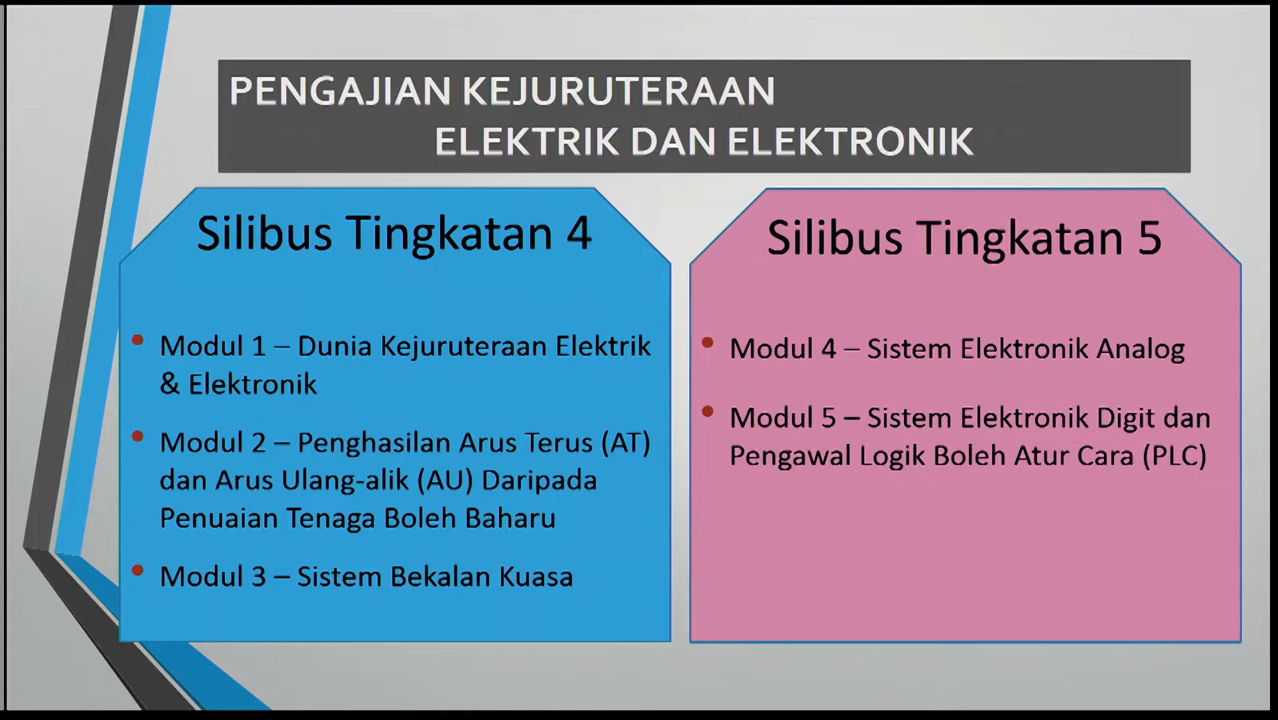 PENGAJIAN KEJURUTERAAN
ELEKTRIK DAN ELEKTRONIK
Silibus Tingkatan 4
• Modul 1 – Dunia Kejuruteraan Elektrik
& Elektronik
• Modul 2 – Penghasilan Arus Terus (AT)
dan Arus Ulang-alik (AU) Daripada
Penuaian Tenaga Boleh Baharu
• Modul 3 – Sistem Bekalan Kuasa
Silibus Tingkatan 5
• Modul 4 – Sistem Elektronik Analog
• Modul 5 – Sistem Elektronik Digit dan
Pengawal Logik Boleh Atur Cara (PLC)